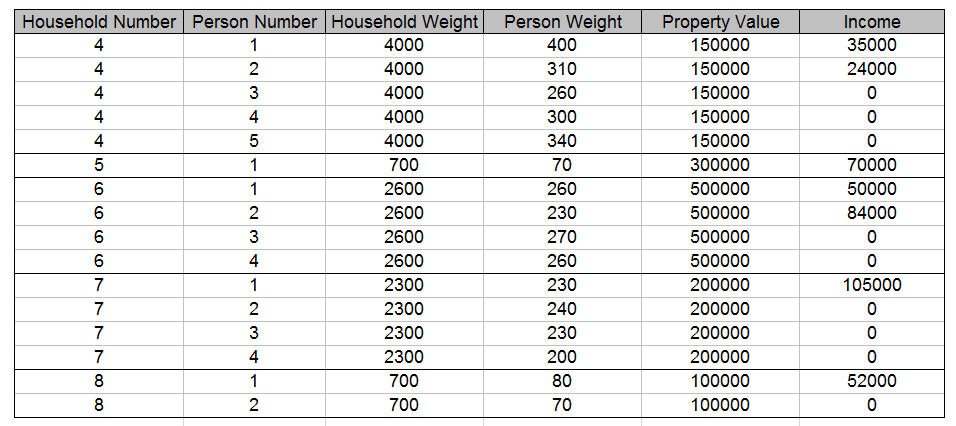 Household Number Person Number Household Weight Person Weight Property Value Income
4 1 4000 400 150000 35000
4 2 4000 310 150000 24000
4 3 4000 260 150000 0
4 4 4000 300 150000 0
4 5 4000 340 150000 0
5 1 700 70 300000 70000
6 1 2600 260 500000 50000
6 2 2600 230 500000 84000
6 3 2600 270 500000 0
6 4 2600 260 500000 0
7 1 2300 230 200000 105000
7 2 2300 240 200000 0
7 3 2300 230 200000 0
7 4 2300 200 200000 0
8 1 700 80 100000 52000
8 2 700 70 100000 0